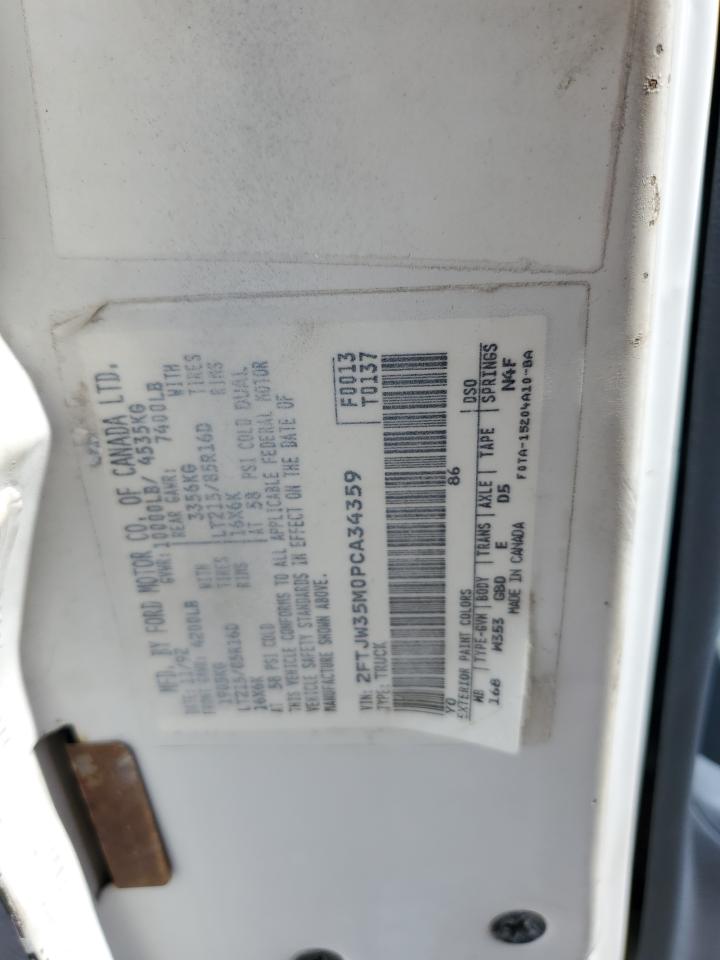 MFD. BY FORD MOTOR CO. OF CANADA LTD.
DATE: 11/92 GVWR: 10000LB/ 4535KG
FRONT GAWR: 4200LB REAR GAWR: 7400LB
1905KG WITH 3356KG WITH
LT215/85R16D TIRES LT215/85R16D TIRES
16X6K RIMS 16X6K RIMS
AT 58 PSI COLD AT 58 PSI COLD DUAL
THIS VEHICLE CONFORMS TO ALL APPLICABLE FEDERAL MOTOR
VEHICLE SAFETY STANDARDS IN EFFECT ON THE DATE OF
MANUFACTURE SHOWN ABOVE.
F0013
T0137
VIN: 2FTJW35M0PCA34359
TYPE: TRUCK
YO 86
EXTERIOR PAINT COLORS DSO
WB TYPE-GVW BODY TRANS AXLE TAPE SPRINGS
168 W353 GBD E D5 N4F
MADE IN CANADA F0TA-15204A10-BA